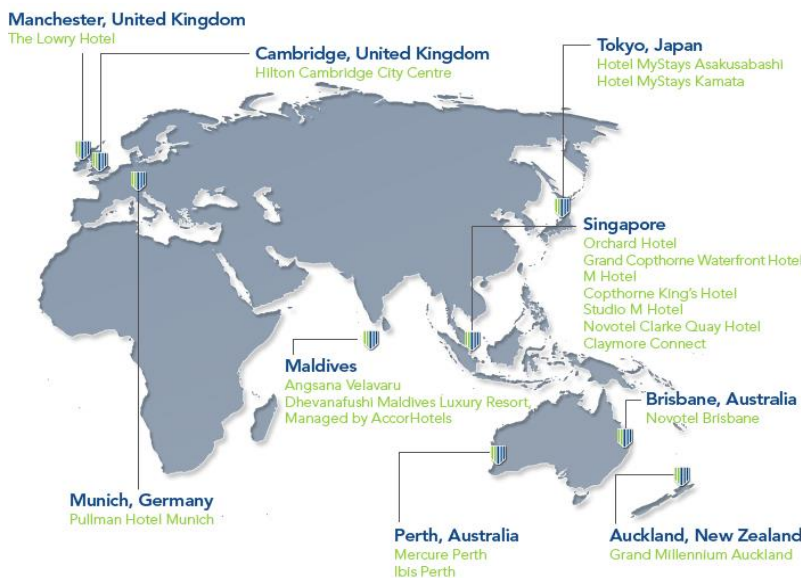 Manchester, United Kingdom
The Lowry Hotel
Cambridge, United Kingdom
Hilton Cambridge City Centre
Tokyo, Japan
Hotel MyStays Asakusabashi
Hotel MyStays Kamata
Singapore
Orchard Hotel
Grand Copthorne Waterfront Hotel
M Hotel
Copthorne King's Hotel
Studio M Hotel
Novotel Clarke Quay Hotel
Claymore Connect
Maldives
Angsana Velavaru
Dhevanafushi Maldives Luxury Resort,
Managed by AccorHotels
Brisbane, Australia
Novotel Brisbane
Munich, Germany
Pullman Hotel Munich
Perth, Australia
Mercure Perth
Ibis Perth
Auckland, New Zealand
Grand Millennium Auckland